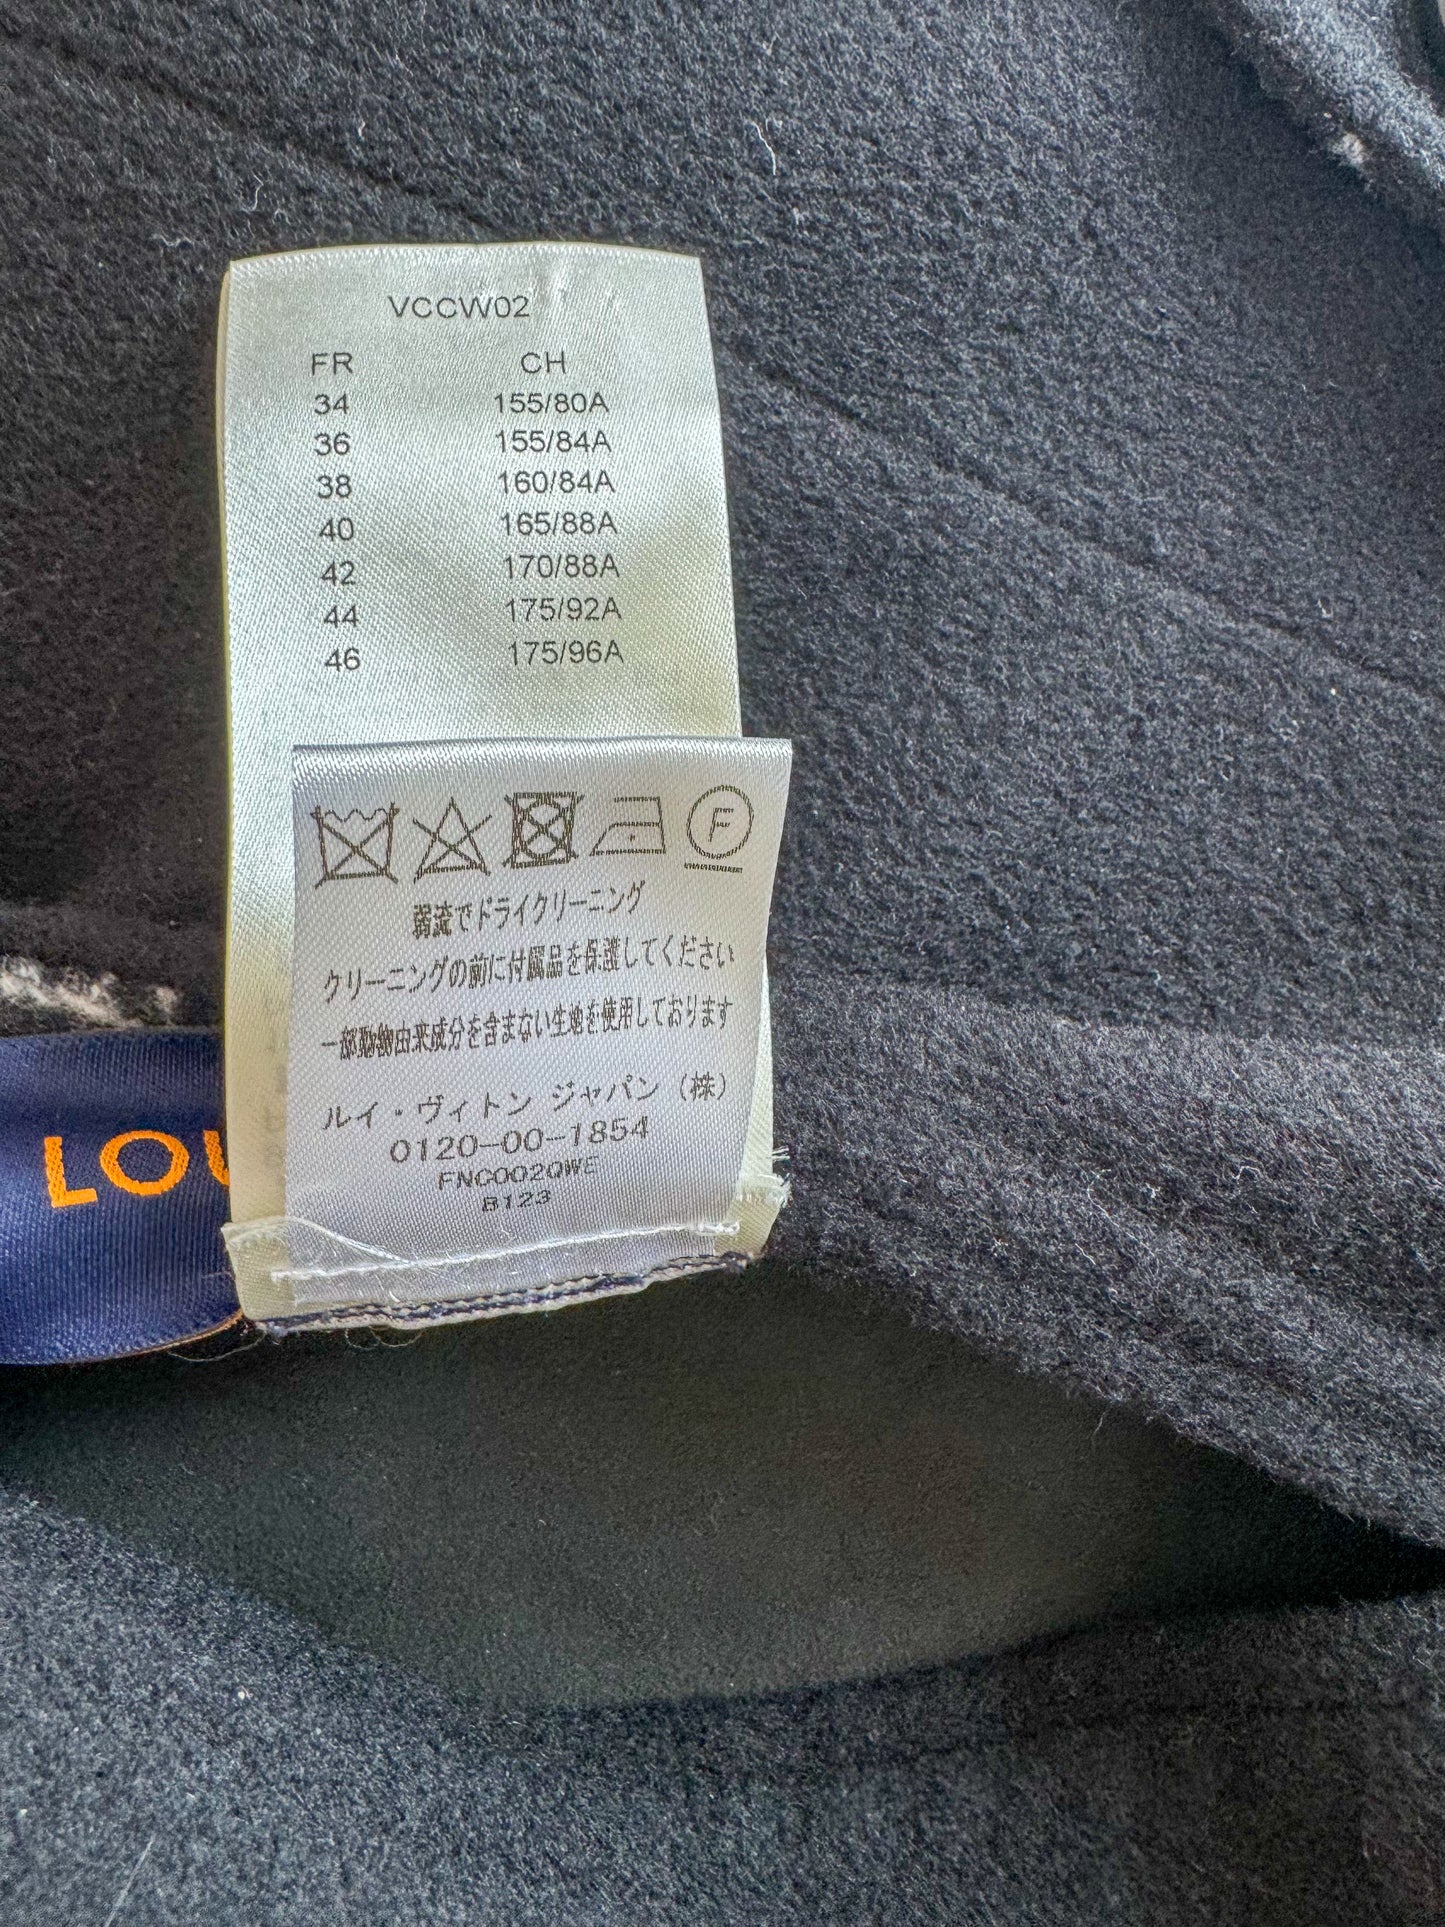 VCCW02
FR CH
34 155/80A
36 155/84A
38 160/84A
40 165/88A
42 170/88A
44 175/92A
46 175/96A
F
弱流でドライクリーニング
クリーニングの前に付属品を保護してください
一部動物由来成分を含まない生地を使用しております
ルイ・ヴィトン ジャパン（株）
0120-00-1854
FNC002QWE
B123
LOU